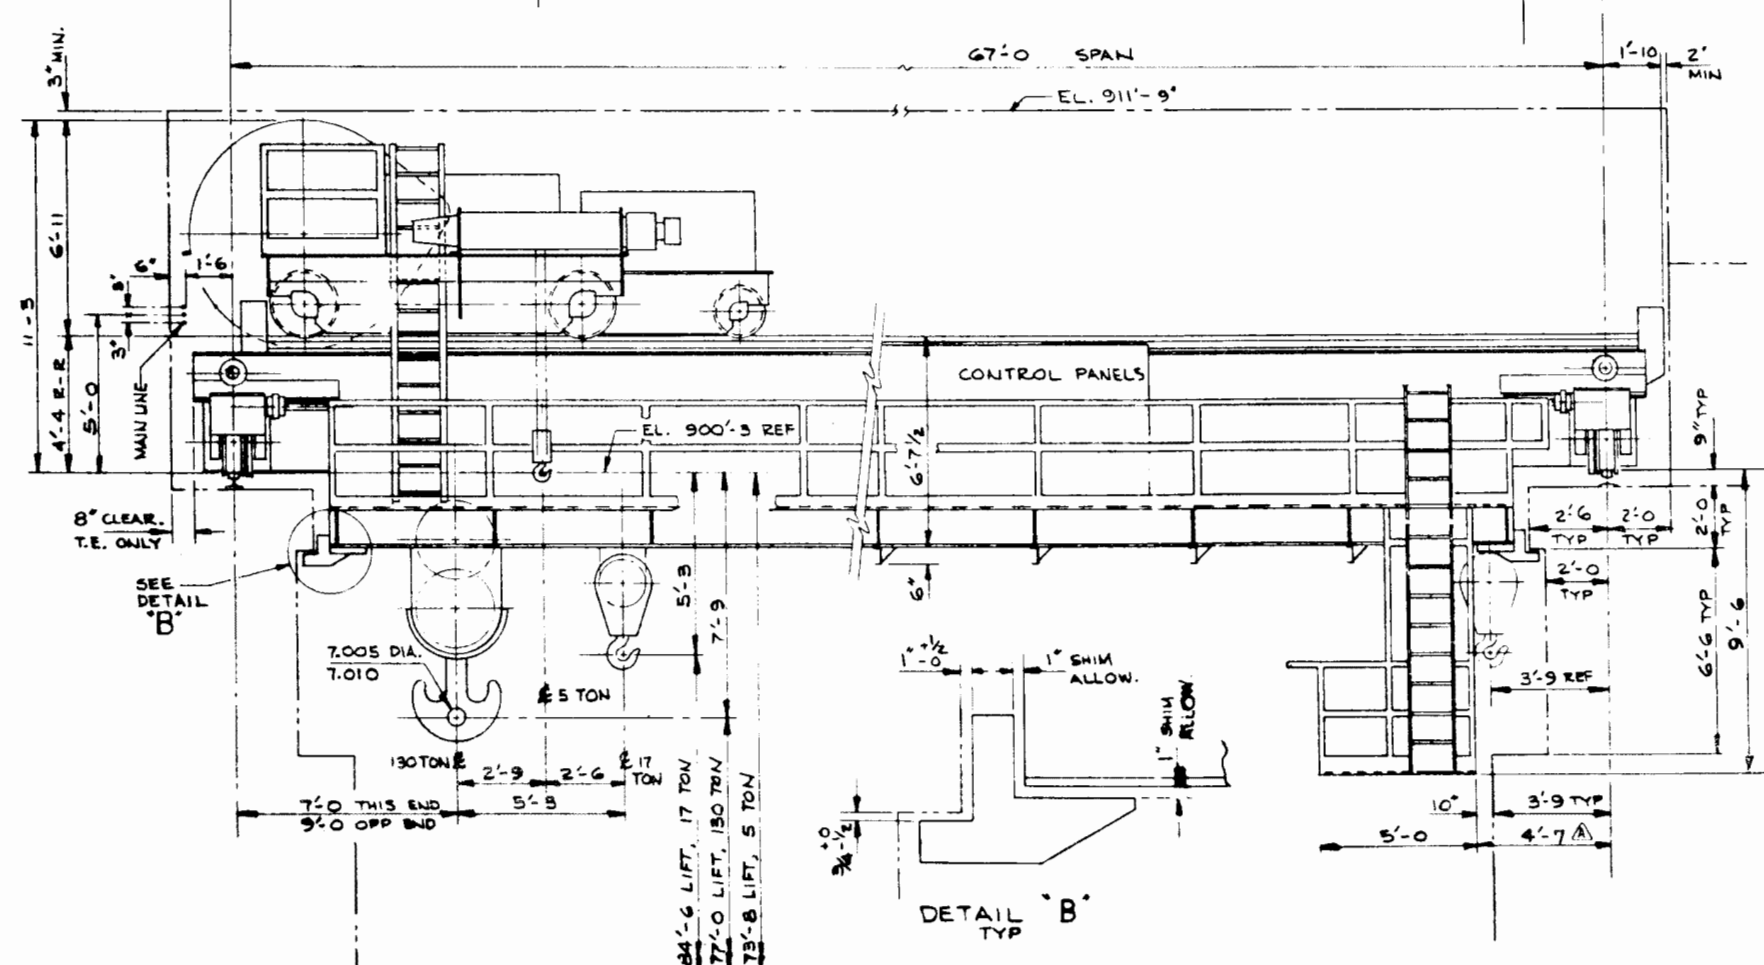 67'-0 SPAN
1'-10
2'
MIN
3" MIN.
EL. 911'-9"
6'-11
11-3
6"
1'-6
3"
3"
4'-4 R-R
5'-0
MAIN LINE
CONTROL PANELS
EL. 900'-3 REF
6'-7 1/2
6"
9" TYP
2'-0
TYP
2'-6
TYP
2'-0
TYP
2'-0
TYP
6'-6 TYP
9'-6
8" CLEAR.
T.E. ONLY
SEE
DETAIL
"B"
7.005 DIA.
7.010
5'-3
7'-9
℄ 5 TON
130 TON ℄
℄ 17
TON
2'-9
2'-6
7'-0 THIS END
9'-0 OPP END
5'-3
84'-6 LIFT, 17 TON
77'-0 LIFT, 130 TON
73'-8 LIFT, 5 TON
1" +1/2
-0
1" SHIM
ALLOW.
1" SHIM
ALLOW
+0
3/4 -1/2
DETAIL "B"
TYP
3'-9 REF
10"
3'-9 TYP
5'-0
4'-7 A